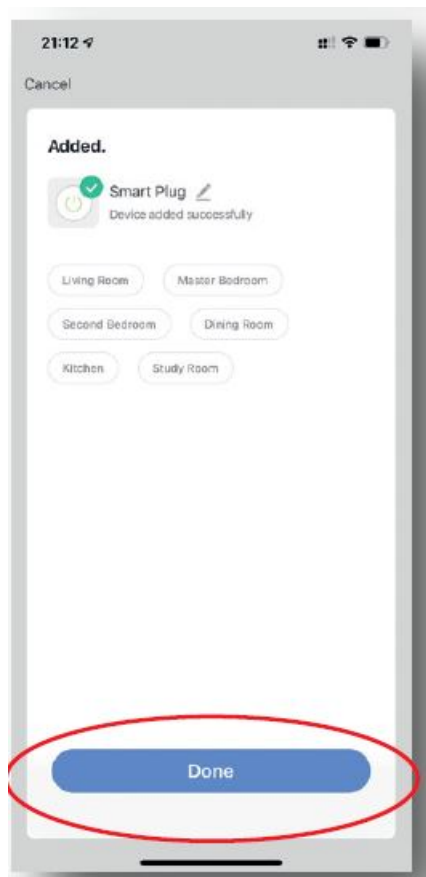 21:12
Cancel
Added.
Smart Plug
Device added successfully
Living Room Master Bedroom
Second Bedroom Dining Room
Kitchen Study Room
Done